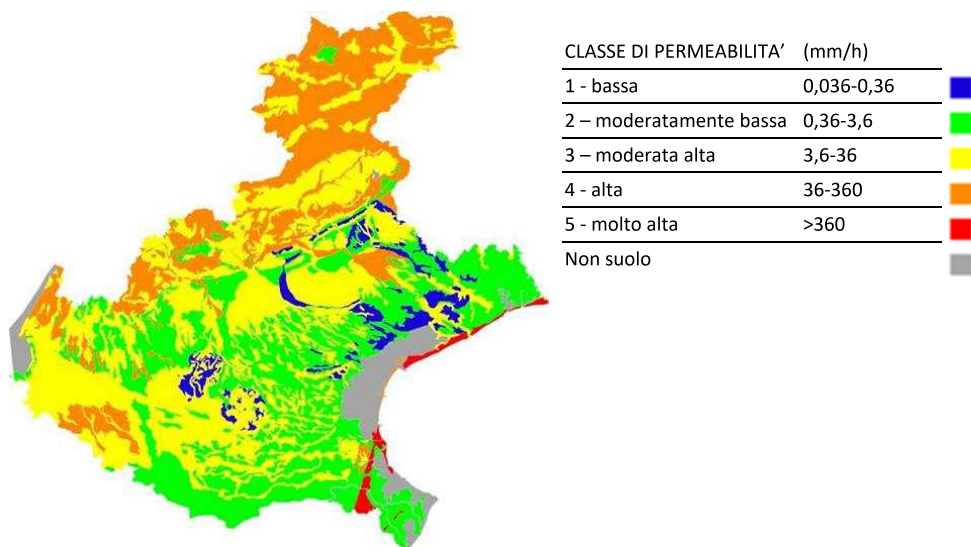 CLASSE DI PERMEABILITA’ (mm/h)
1 - bassa 0,036-0,36
2 – moderatamente bassa 0,36-3,6
3 – moderata alta 3,6-36
4 - alta 36-360
5 - molto alta >360
Non suolo